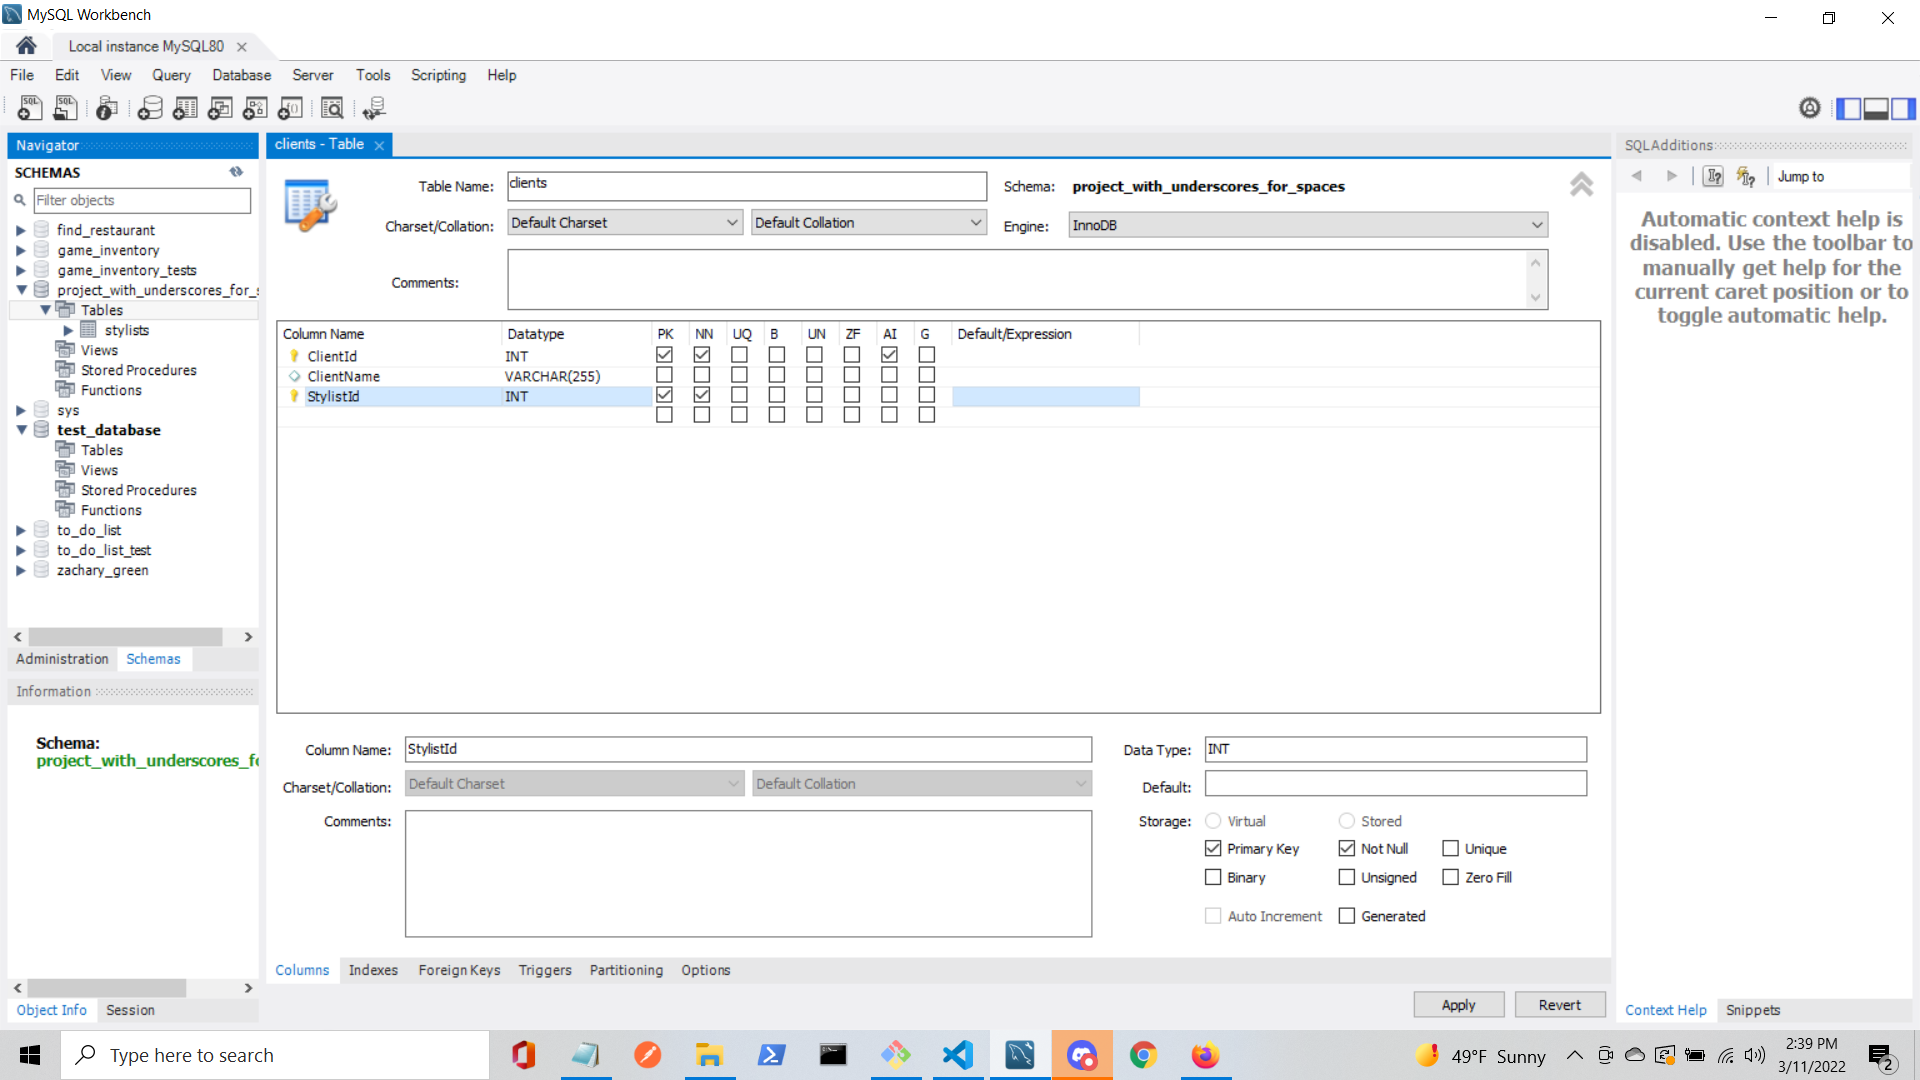 MySQL Workbench
Local instance MySQL80
File Edit View Query Database Server Tools Scripting Help
Navigator
SCHEMAS
Filter objects
find_restaurant
game_inventory
game_inventory_tests
project_with_underscores_for_s
Tables
stylists
Views
Stored Procedures
Functions
sys
test_database
Tables
Views
Stored Procedures
Functions
to_do_list
to_do_list_test
zachary_green
Administration Schemas
Information
Schema:
project_with_underscores_fo
Object Info Session
clients - Table
Table Name: clients Schema: project_with_underscores_for_spaces
Charset/Collation: Default Charset Default Collation Engine: InnoDB
Comments:
Column Name Datatype PK NN UQ B UN ZF AI G Default/Expression
ClientId INT
ClientName VARCHAR(255)
StylistId INT
Column Name: StylistId Data Type: INT
Charset/Collation: Default Charset Default Collation Default:
Comments: Storage: Virtual Stored
Primary Key Not Null Unique
Binary Unsigned Zero Fill
Auto Increment Generated
Columns Indexes Foreign Keys Triggers Partitioning Options
Apply Revert
SQLAdditions
Jump to
Automatic context help is
disabled. Use the toolbar to
manually get help for the
current caret position or to
toggle automatic help.
Context Help Snippets
Type here to search
49°F Sunny
2:39 PM
3/11/2022
2